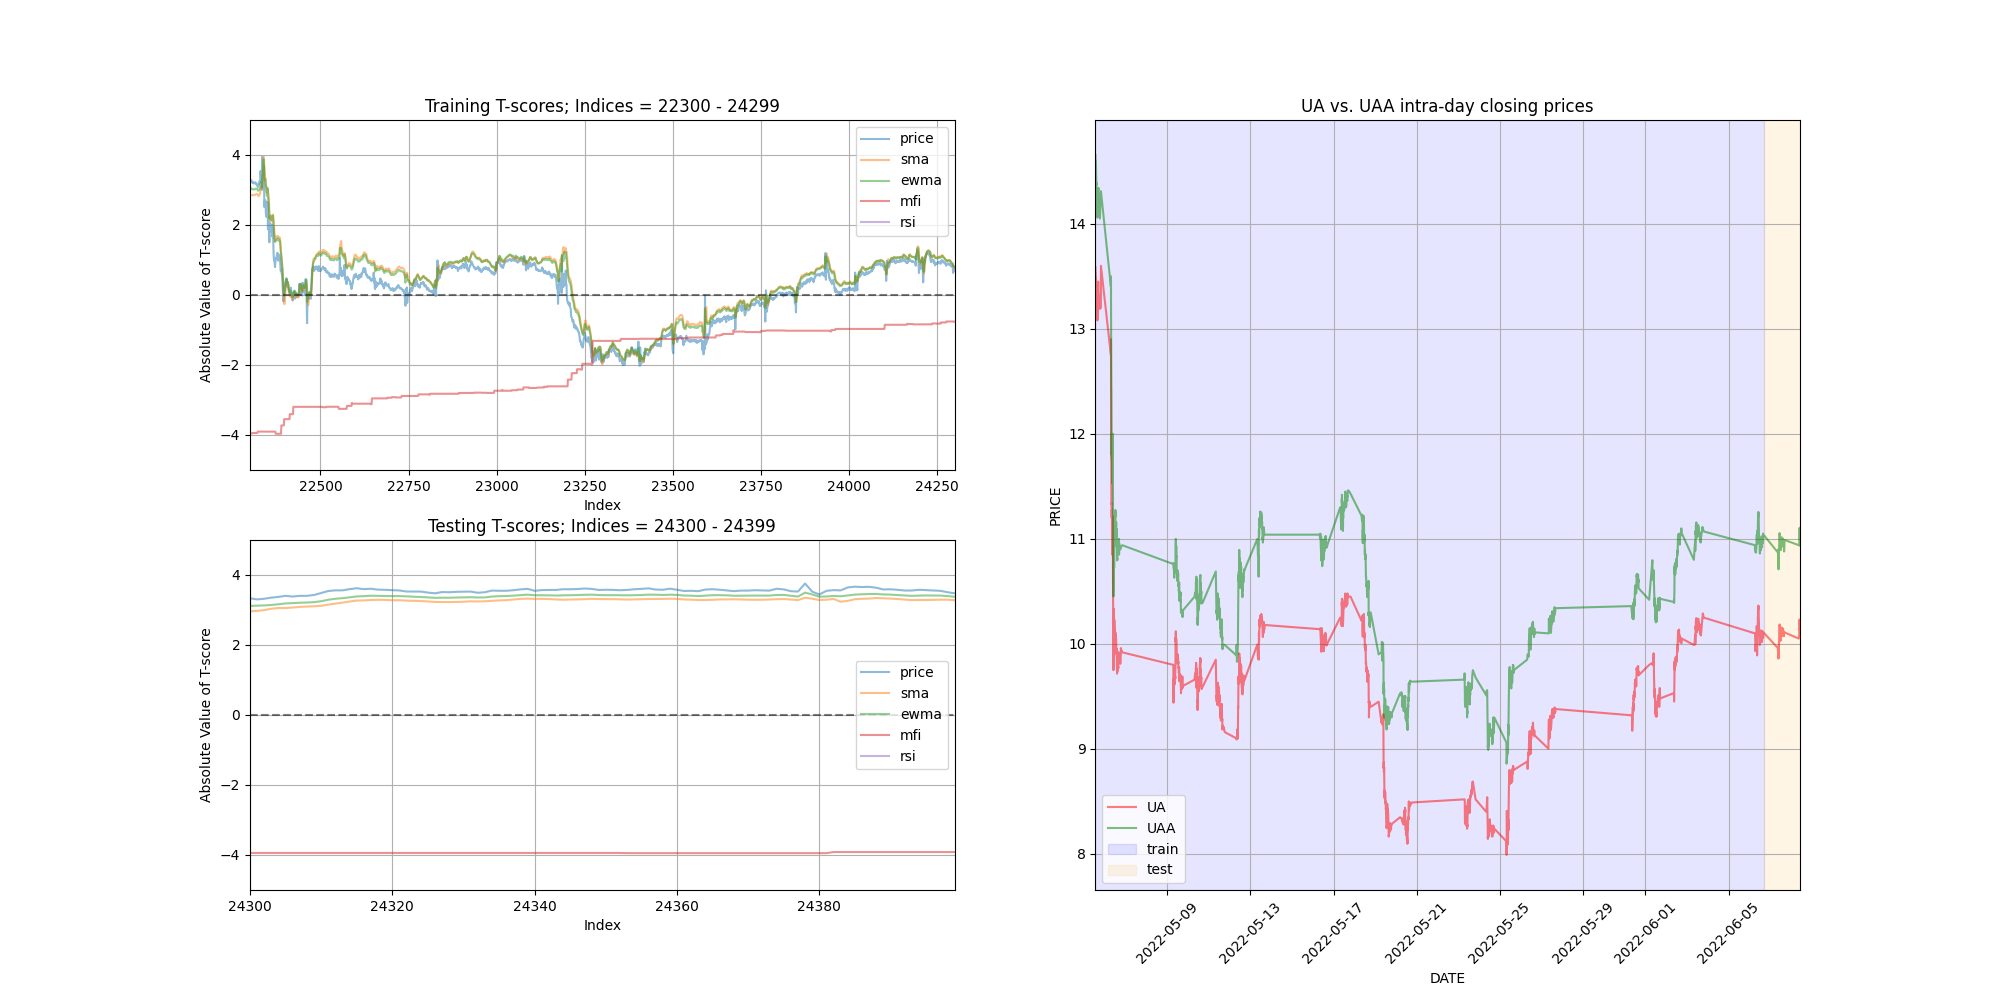 Training T-scores; Indices = 22300 - 24299
Absolute Value of T-score
4
2
0
−2
−4
price
sma
ewma
mfi
rsi
22500 22750 23000 23250 23500 23750 24000 24250
Index
Testing T-scores; Indices = 24300 - 24399
Absolute Value of T-score
4
2
0
−2
−4
price
sma
ewma
mfi
rsi
24300 24320 24340 24360 24380
Index
UA vs. UAA intra-day closing prices
PRICE
14
13
12
11
10
9
8
UA
UAA
train
test
2022-05-09
2022-05-13
2022-05-17
2022-05-21
2022-05-25
2022-05-29
2022-06-01
2022-06-05
DATE